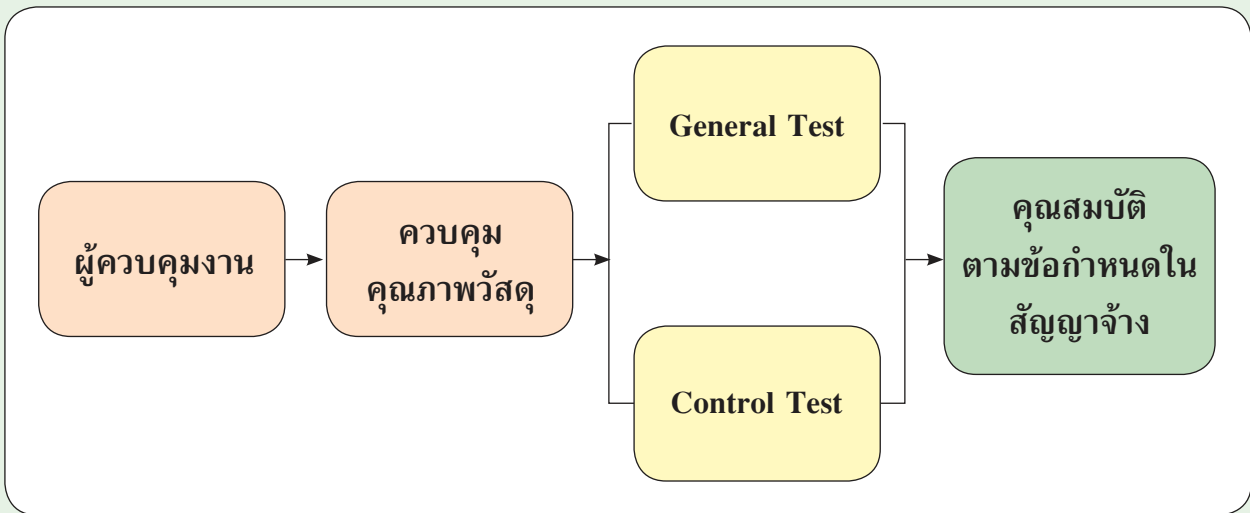 ผู้ควบคุมงาน
ควบคุม
คุณภาพวัสดุ
General Test
Control Test
คุณสมบัติ
ตามข้อกำหนดใน
สัญญาจ้าง